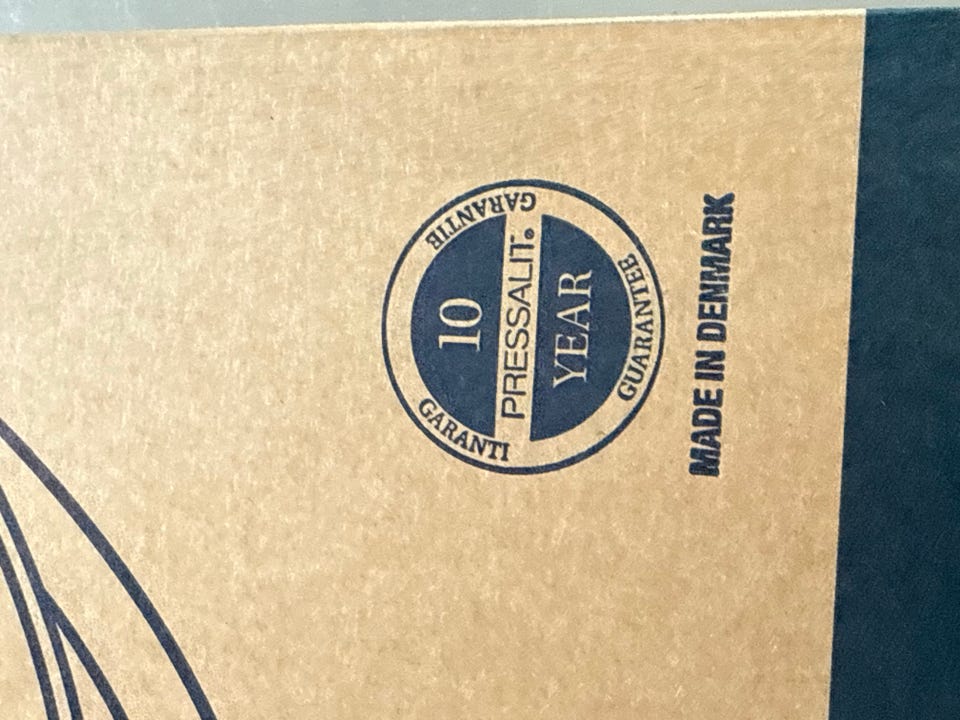 GARANTI
GARANTIE
10
PRESSALIT®
YEAR
GUARANTEE
MADE IN DENMARK